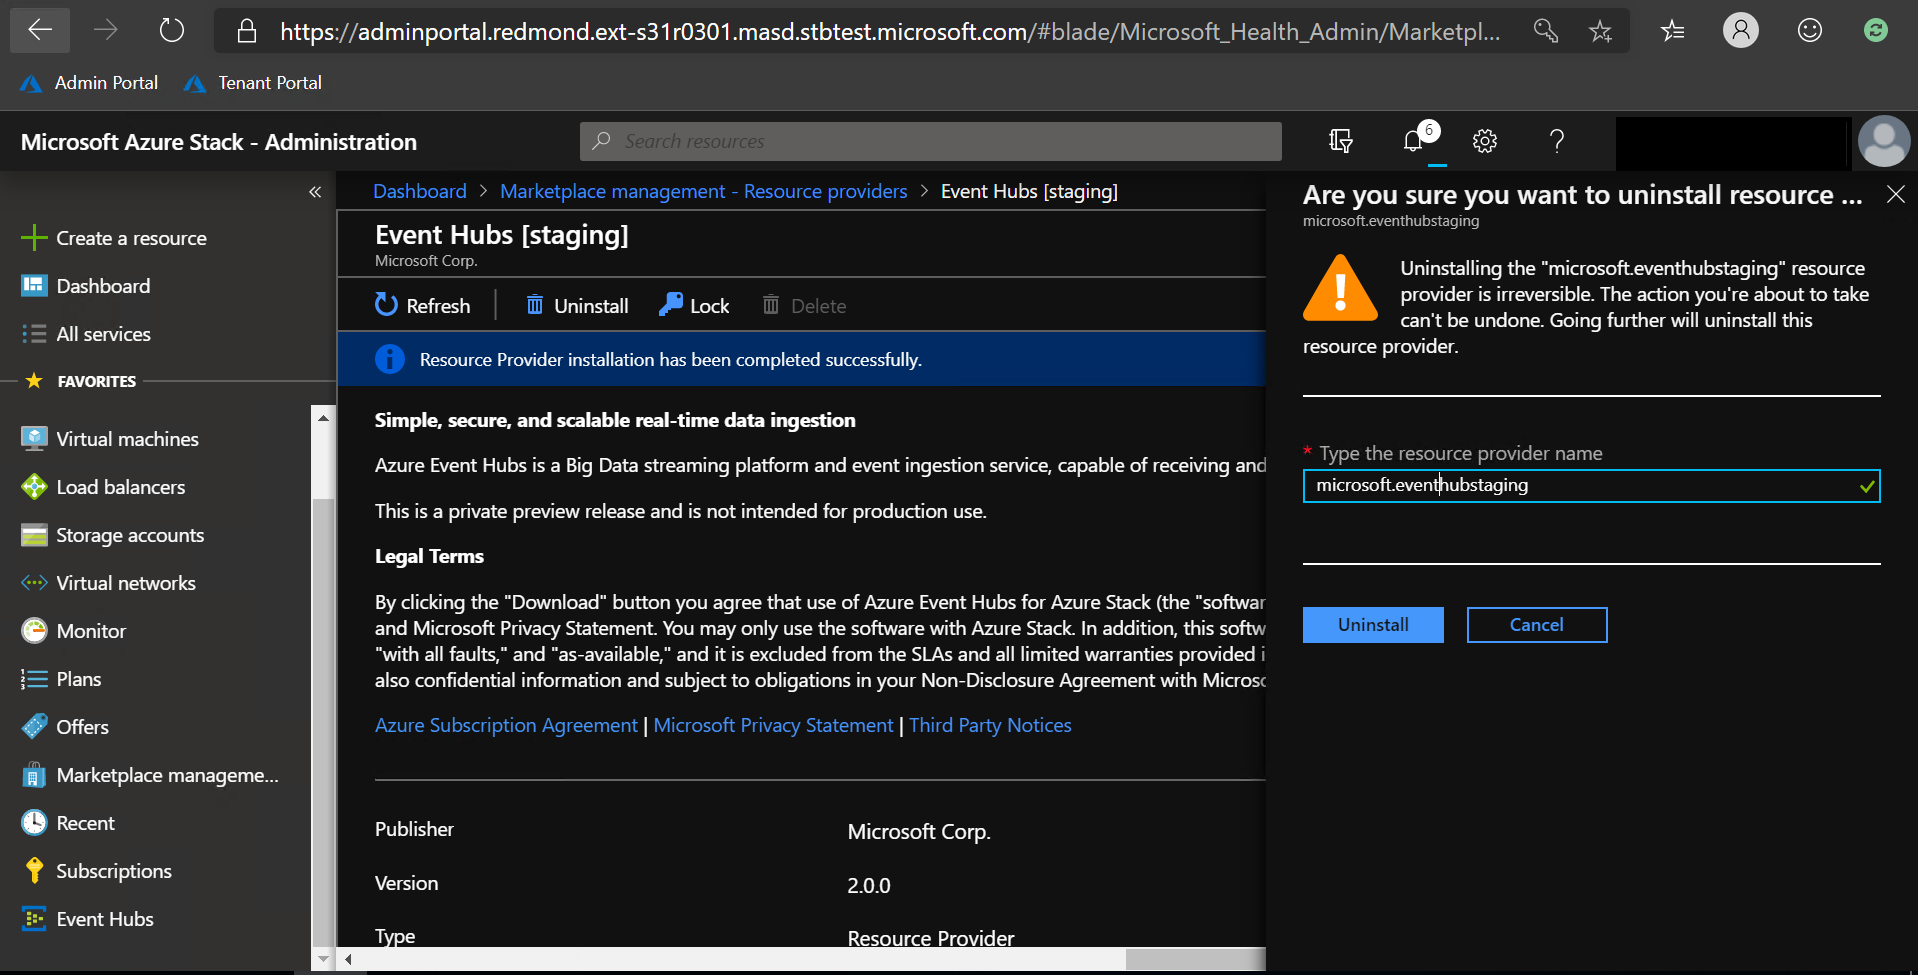 https://adminportal.redmond.ext-s31r0301.masd.stbtest.microsoft.com/#blade/Microsoft_Health_Admin/Marketpl...
Admin Portal
Tenant Portal
Microsoft Azure Stack - Administration
Search resources
6
«
Create a resource
Dashboard
All services
FAVORITES
Virtual machines
Load balancers
Storage accounts
Virtual networks
Monitor
Plans
Offers
Marketplace manageme...
Recent
Subscriptions
Event Hubs
Dashboard > Marketplace management - Resource providers > Event Hubs [staging]
Event Hubs [staging]
Microsoft Corp.
Refresh
Uninstall
Lock
Delete
Resource Provider installation has been completed successfully.
Simple, secure, and scalable real-time data ingestion
Azure Event Hubs is a Big Data streaming platform and event ingestion service, capable of receiving and
This is a private preview release and is not intended for production use.
Legal Terms
By clicking the "Download" button you agree that use of Azure Event Hubs for Azure Stack (the "softwar
and Microsoft Privacy Statement. You may only use the software with Azure Stack. In addition, this softw
"with all faults," and "as-available," and it is excluded from the SLAs and all limited warranties provided i
also confidential information and subject to obligations in your Non-Disclosure Agreement with Microso
Azure Subscription Agreement | Microsoft Privacy Statement | Third Party Notices
Publisher
Microsoft Corp.
Version
2.0.0
Type
Resource Provider
Are you sure you want to uninstall resource ...
microsoft.eventhubstaging
Uninstalling the "microsoft.eventhubstaging" resource
provider is irreversible. The action you're about to take
can't be undone. Going further will uninstall this
resource provider.
* Type the resource provider name
microsoft.eventhubstaging
Uninstall
Cancel